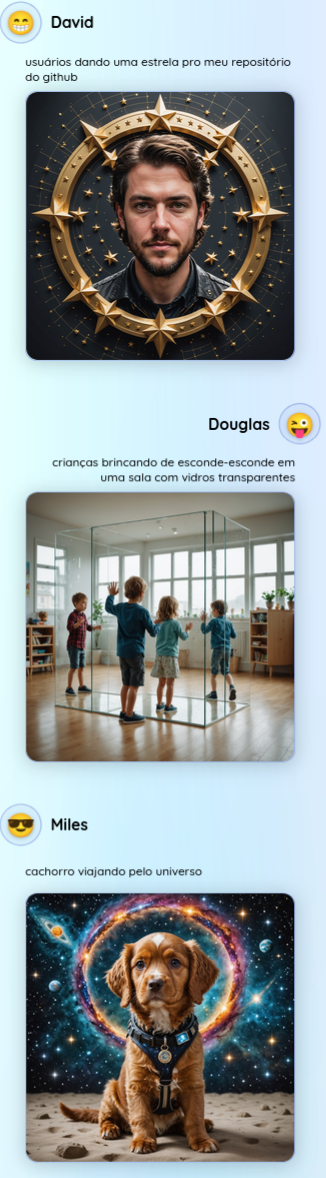 David
usuários dando uma estrela pro meu repositório
do github
Douglas
crianças brincando de esconde-esconde em
uma sala com vidros transparentes
Miles
cachorro viajando pelo universo